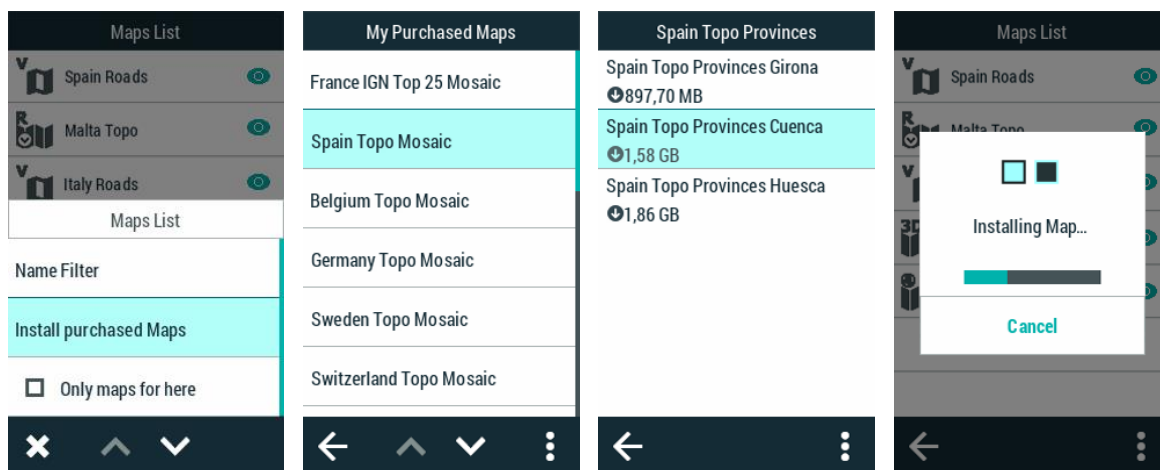 Maps List
V
Spain Roads
R
Malta Topo
V
Italy Roads
Maps List
Name Filter
Install purchased Maps
Only maps for here
My Purchased Maps
France IGN Top 25 Mosaic
Spain Topo Mosaic
Belgium Topo Mosaic
Germany Topo Mosaic
Sweden Topo Mosaic
Switzerland Topo Mosaic
Spain Topo Provinces
Spain Topo Provinces Girona
897,70 MB
Spain Topo Provinces Cuenca
1,58 GB
Spain Topo Provinces Huesca
1,86 GB
Maps List
V
Spain Roads
R
Malta Topo
V
3D
Installing Map...
Cancel